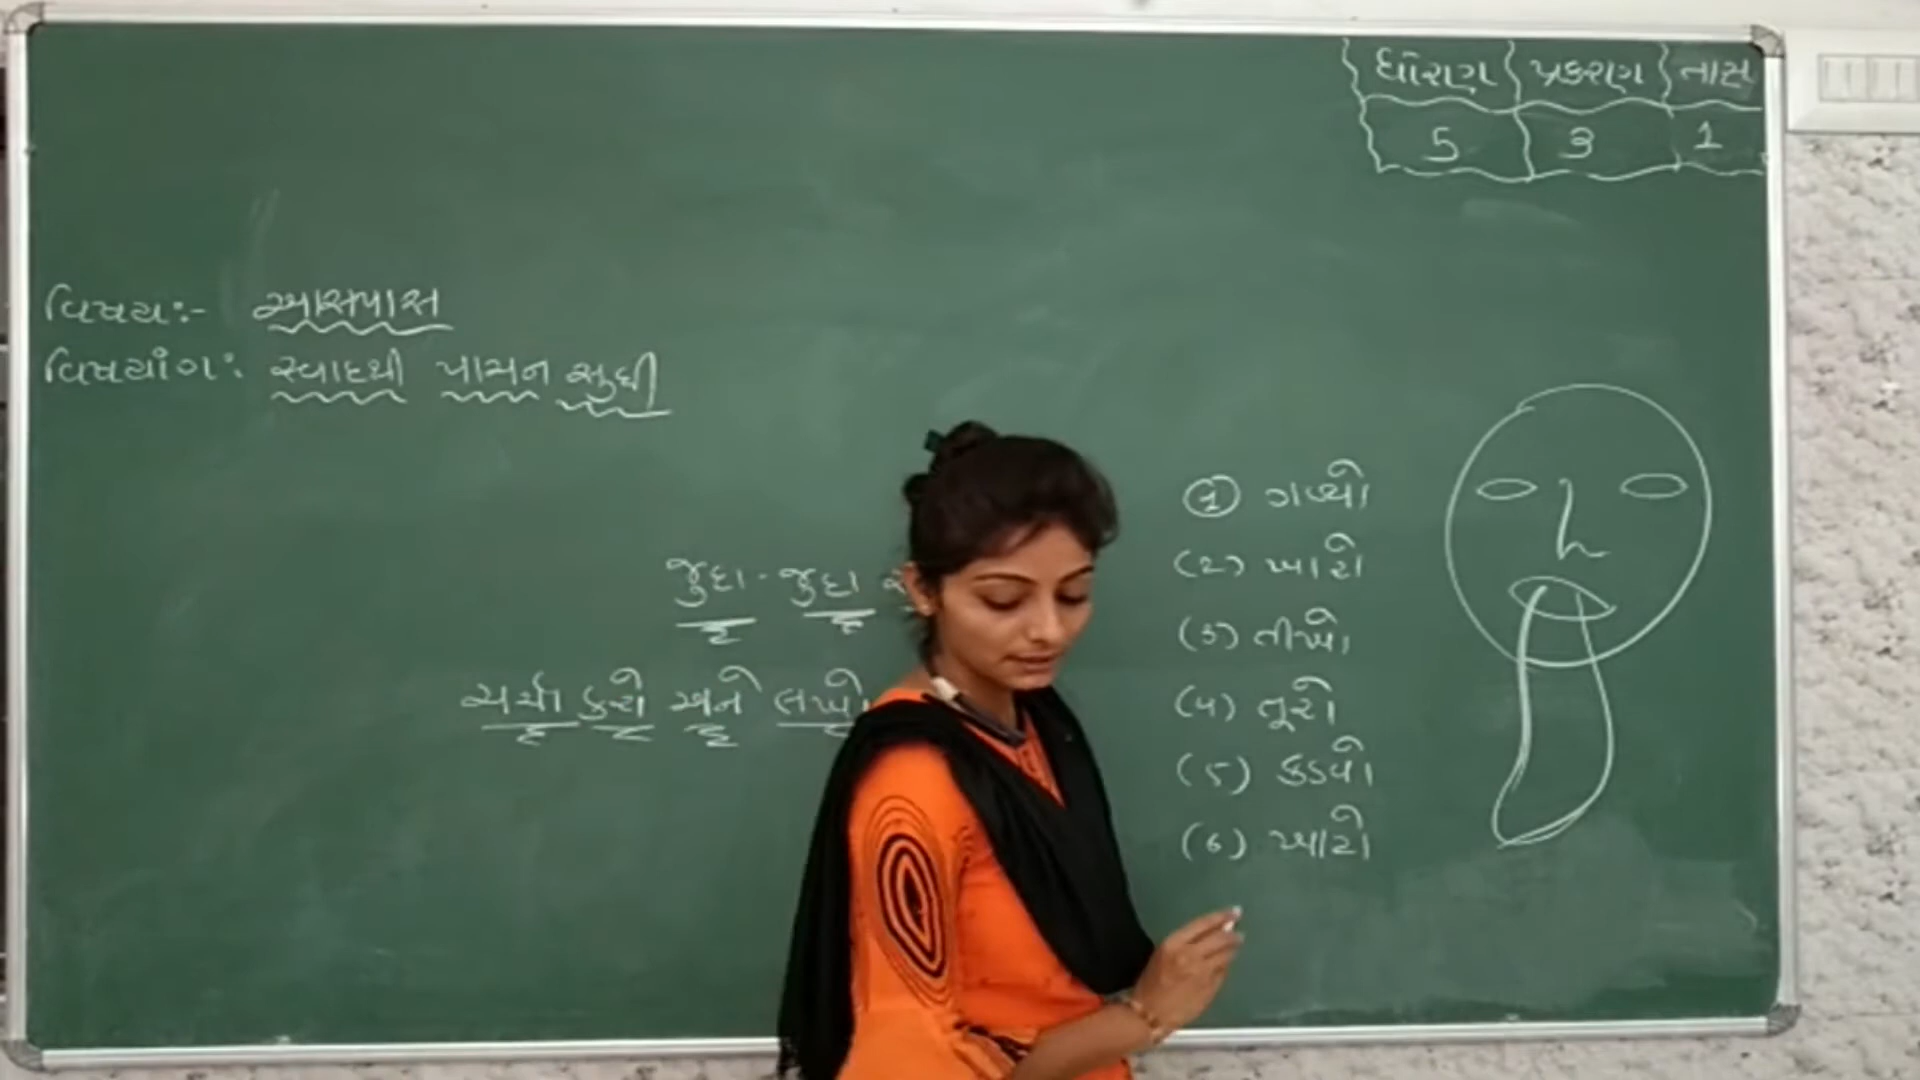 ધોરણ પ્રકરણ તાસ
5 3 1
વિષય:- આસપાસ
વિષયાંગ: સ્વાદથી પાચન સુધી
જુદા-જુદા
ચર્ચા કરો અને લખો
(1) ગળ્યો
(2) ખારો
(3) તીખો
(4) તૂરો
(5) કડવો
(6) ખારો